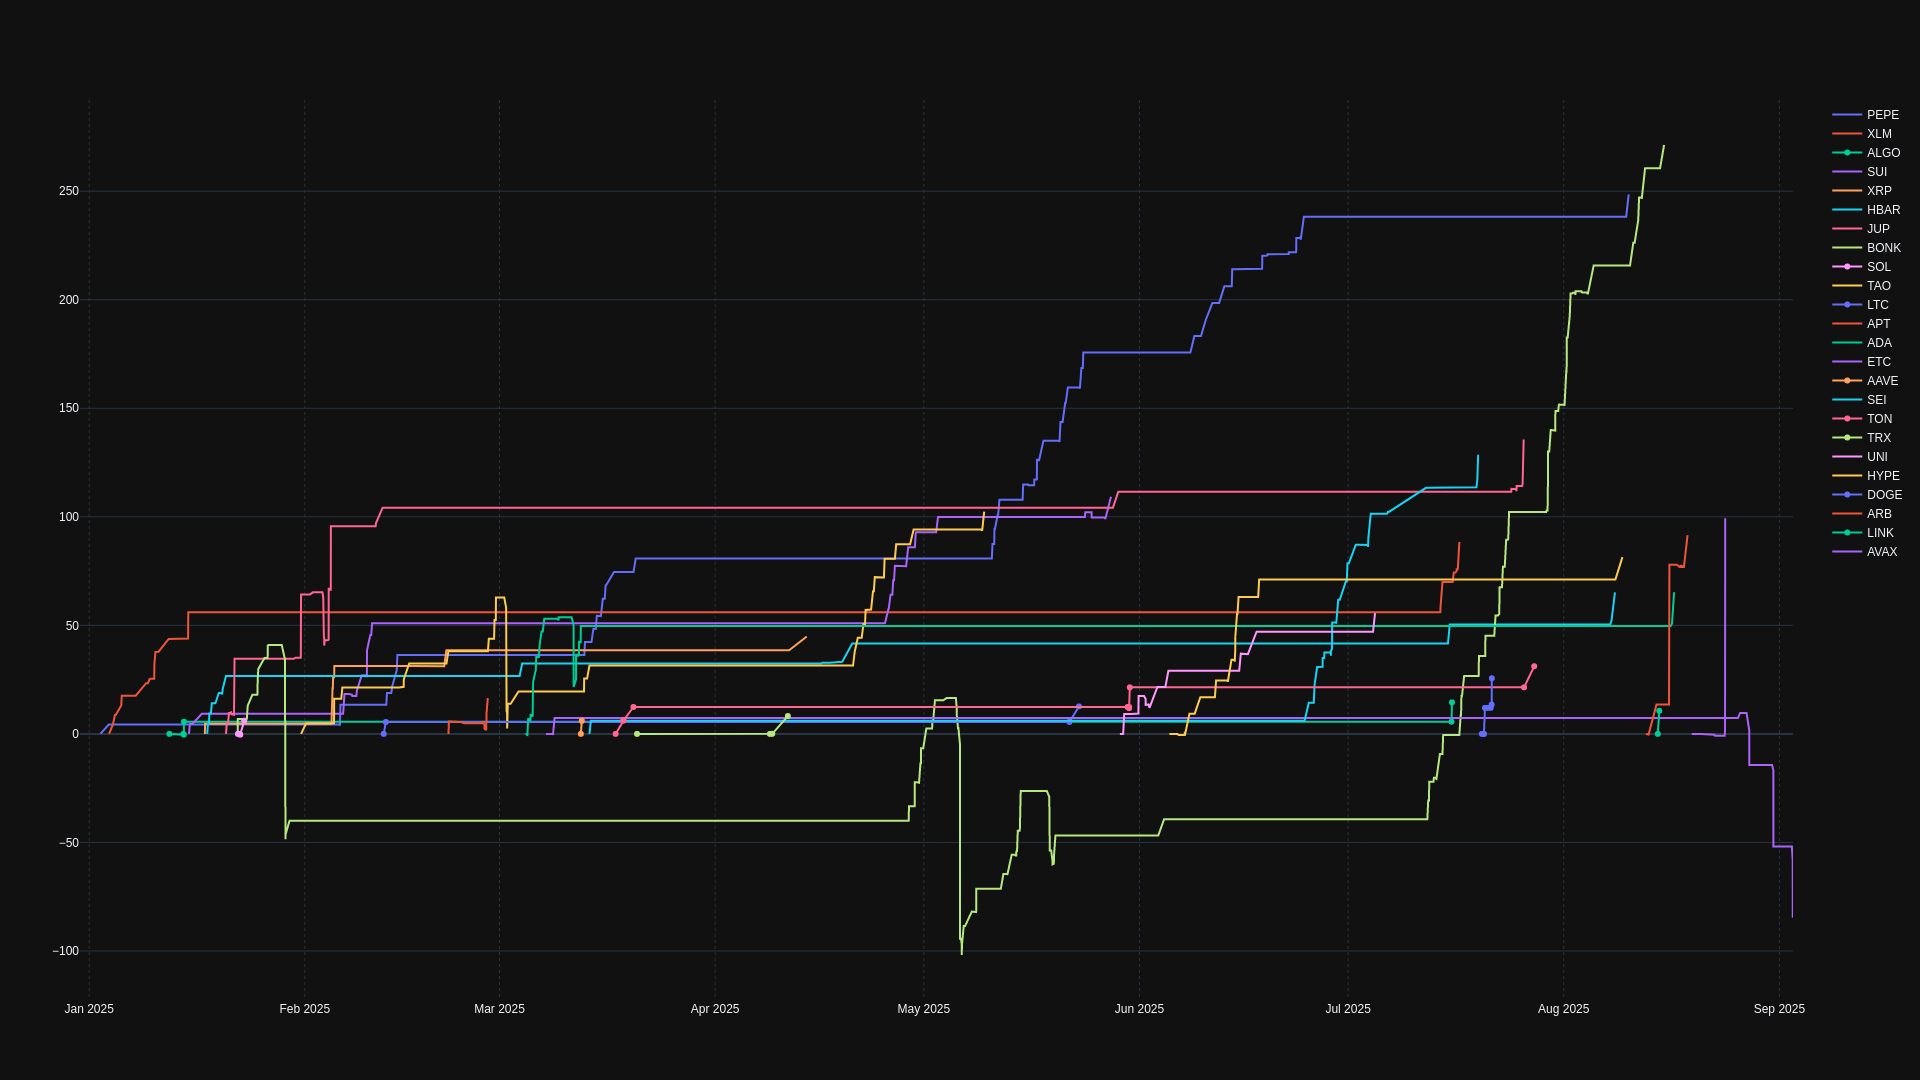 250
200
150
100
50
0
−50
−100
Jan 2025
Feb 2025
Mar 2025
Apr 2025
May 2025
Jun 2025
Jul 2025
Aug 2025
Sep 2025
PEPE
XLM
ALGO
SUI
XRP
HBAR
JUP
BONK
SOL
TAO
LTC
APT
ADA
ETC
AAVE
SEI
TON
TRX
UNI
HYPE
DOGE
ARB
LINK
AVAX